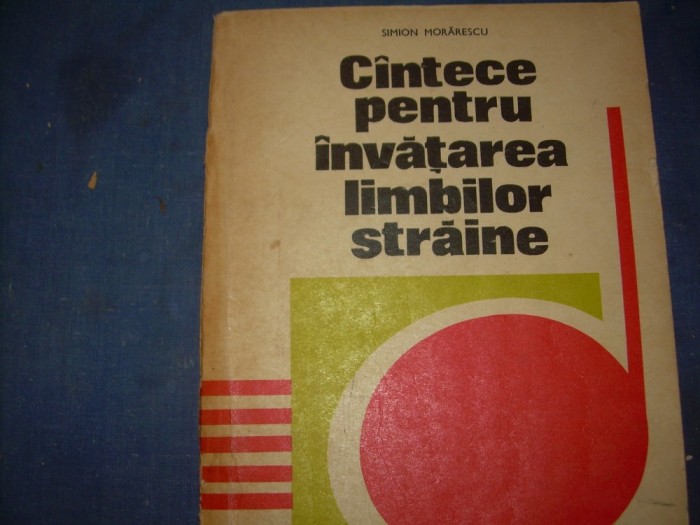 SIMION MORĂRESCU
Cîntece
pentru
învățarea
limbilor
străine